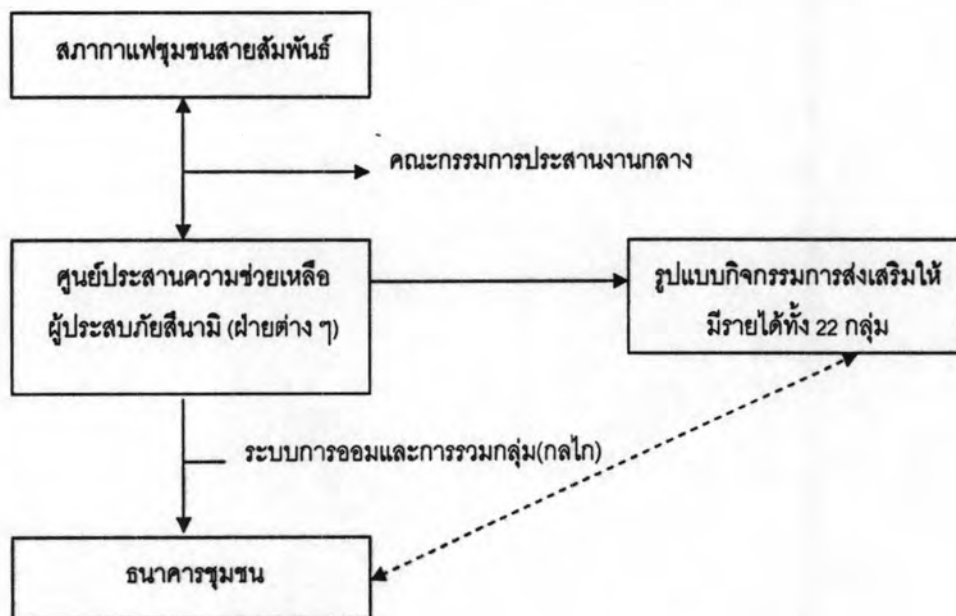 สภากาแฟชุมชนสายสัมพันธ์
คณะกรรมการประสานงานกลาง
ศูนย์ประสานความช่วยเหลือ
ผู้ประสบภัยสึนามิ (ฝ่ายต่าง ๆ)
รูปแบบกิจกรรมการส่งเสริมให้
มีรายได้ทั้ง 22 กลุ่ม
ระบบการออมและการรวมกลุ่ม(กลไก)
ธนาคารชุมชน